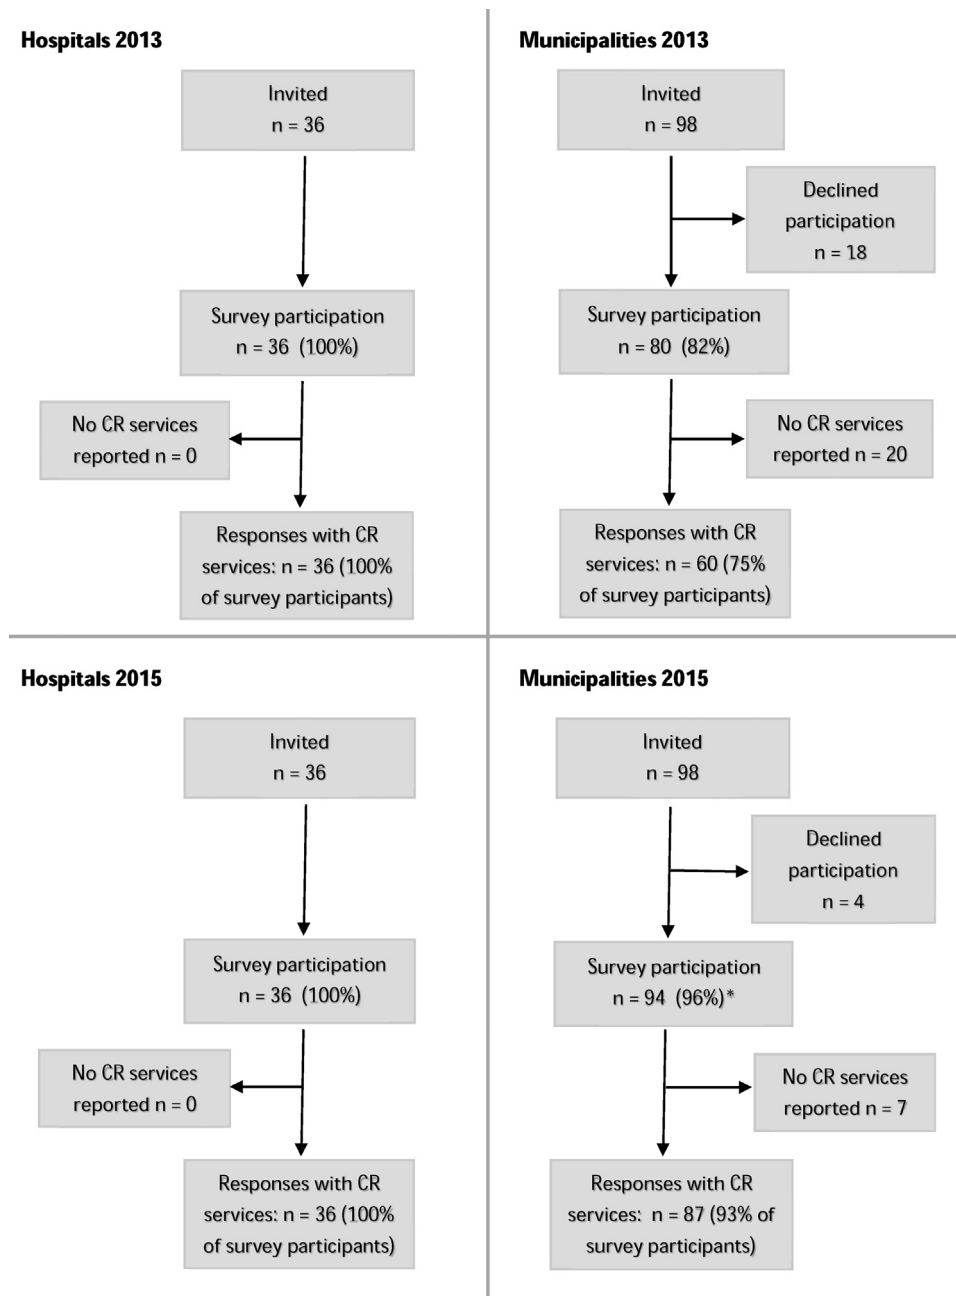 Hospitals 2013
Invited
n = 36
Survey participation
n = 36 (100%)
No CR services
reported n = 0
Responses with CR
services: n = 36 (100%
of survey participants)
Municipalities 2013
Invited
n = 98
Declined
participation
n = 18
Survey participation
n = 80 (82%)
No CR services
reported n = 20
Responses with CR
services: n = 60 (75%
of survey participants)
Hospitals 2015
Invited
n = 36
Survey participation
n = 36 (100%)
No CR services
reported n = 0
Responses with CR
services: n = 36 (100%
of survey participants)
Municipalities 2015
Invited
n = 98
Declined
participation
n = 4
Survey participation
n = 94 (96%)*
No CR services
reported n = 7
Responses with CR
services: n = 87 (93% of
survey participants)